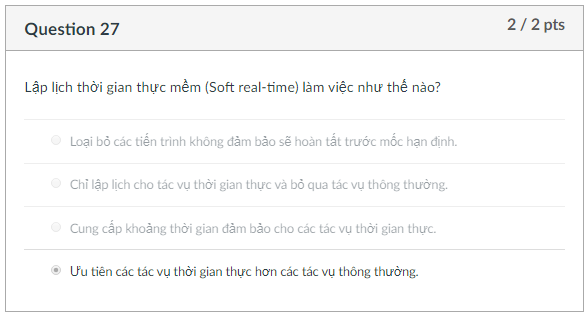 Question 27
2 / 2 pts
Lập lịch thời gian thực mềm (Soft real-time) làm việc như thế nào?
Loại bỏ các tiến trình không đảm bảo sẽ hoàn tất trước mốc hạn định.
Chỉ lập lịch cho tác vụ thời gian thực và bỏ qua tác vụ thông thường.
Cung cấp khoảng thời gian đảm bảo cho các tác vụ thời gian thực.
Ưu tiên các tác vụ thời gian thực hơn các tác vụ thông thường.